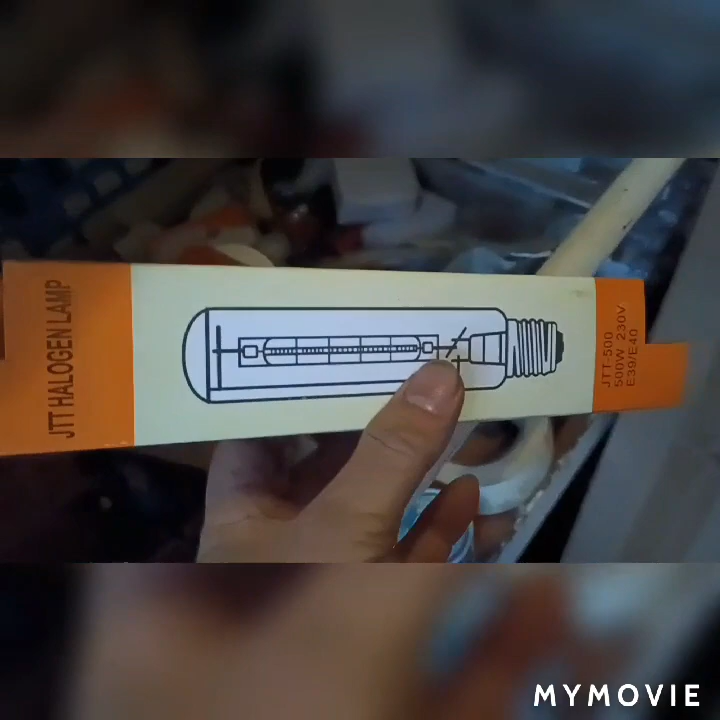 JTT HALOGEN LAMP
JTT-500
500W 230V
E39/E40
MYMOVIE